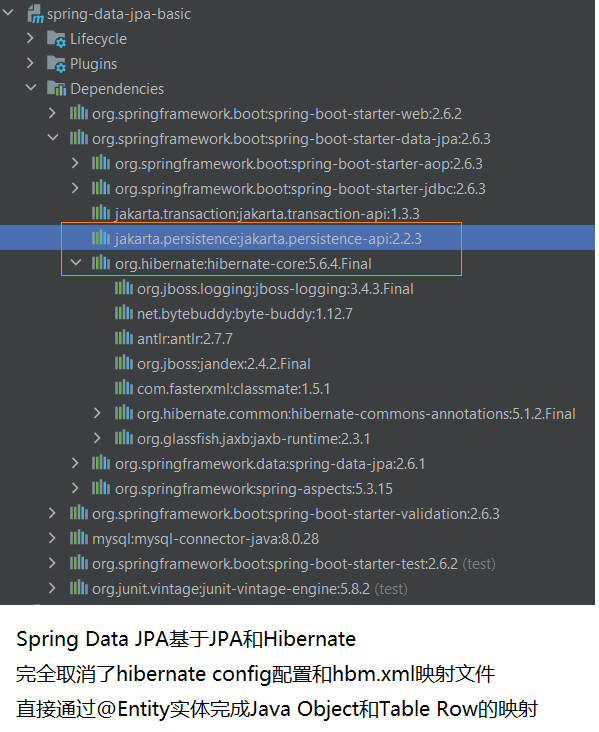 spring-data-jpa-basic
Lifecycle
Plugins
Dependencies
org.springframework.boot:spring-boot-starter-web:2.6.2
org.springframework.boot:spring-boot-starter-data-jpa:2.6.3
org.springframework.boot:spring-boot-starter-aop:2.6.3
org.springframework.boot:spring-boot-starter-jdbc:2.6.3
jakarta.transaction:jakarta.transaction-api:1.3.3
jakarta.persistence:jakarta.persistence-api:2.2.3
org.hibernate:hibernate-core:5.6.4.Final
org.jboss.logging:jboss-logging:3.4.3.Final
net.bytebuddy:byte-buddy:1.12.7
antlr:antlr:2.7.7
org.jboss:jandex:2.4.2.Final
com.fasterxml:classmate:1.5.1
org.hibernate.common:hibernate-commons-annotations:5.1.2.Final
org.glassfish.jaxb:jaxb-runtime:2.3.1
org.springframework.data:spring-data-jpa:2.6.1
org.springframework:spring-aspects:5.3.15
org.springframework.boot:spring-boot-starter-validation:2.6.3
mysql:mysql-connector-java:8.0.28
org.springframework.boot:spring-boot-starter-test:2.6.2 (test)
org.junit.vintage:junit-vintage-engine:5.8.2 (test)
Spring Data JPA基于JPA和Hibernate
完全取消了hibernate config配置和hbm.xml映射文件
直接通过@Entity实体完成Java Object和Table Row的映射